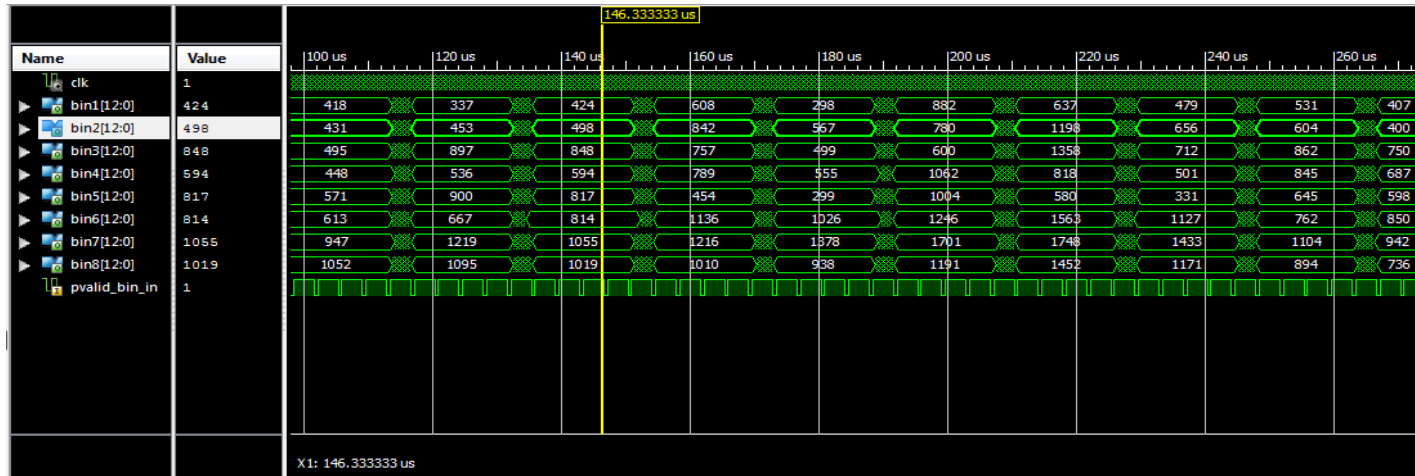 146.333333 us
Name Value 100 us 120 us 140 us 160 us 180 us 200 us 220 us 240 us 260 us
clk 1
bin1[12:0] 424 418 337 424 608 298 882 637 479 531 407
bin2[12:0] 498 431 453 498 842 567 780 1198 656 604 400
bin3[12:0] 848 495 897 848 757 499 600 1358 712 862 750
bin4[12:0] 594 448 536 594 789 555 1062 818 501 845 687
bin5[12:0] 817 571 900 817 454 299 1004 580 331 645 598
bin6[12:0] 814 613 667 814 1136 1026 1246 1563 1127 762 850
bin7[12:0] 1055 947 1219 1055 1216 1378 1701 1748 1433 1104 942
bin8[12:0] 1019 1052 1095 1019 1010 938 1191 1452 1171 894 736
pvalid_bin_in 1
X1: 146.333333 us